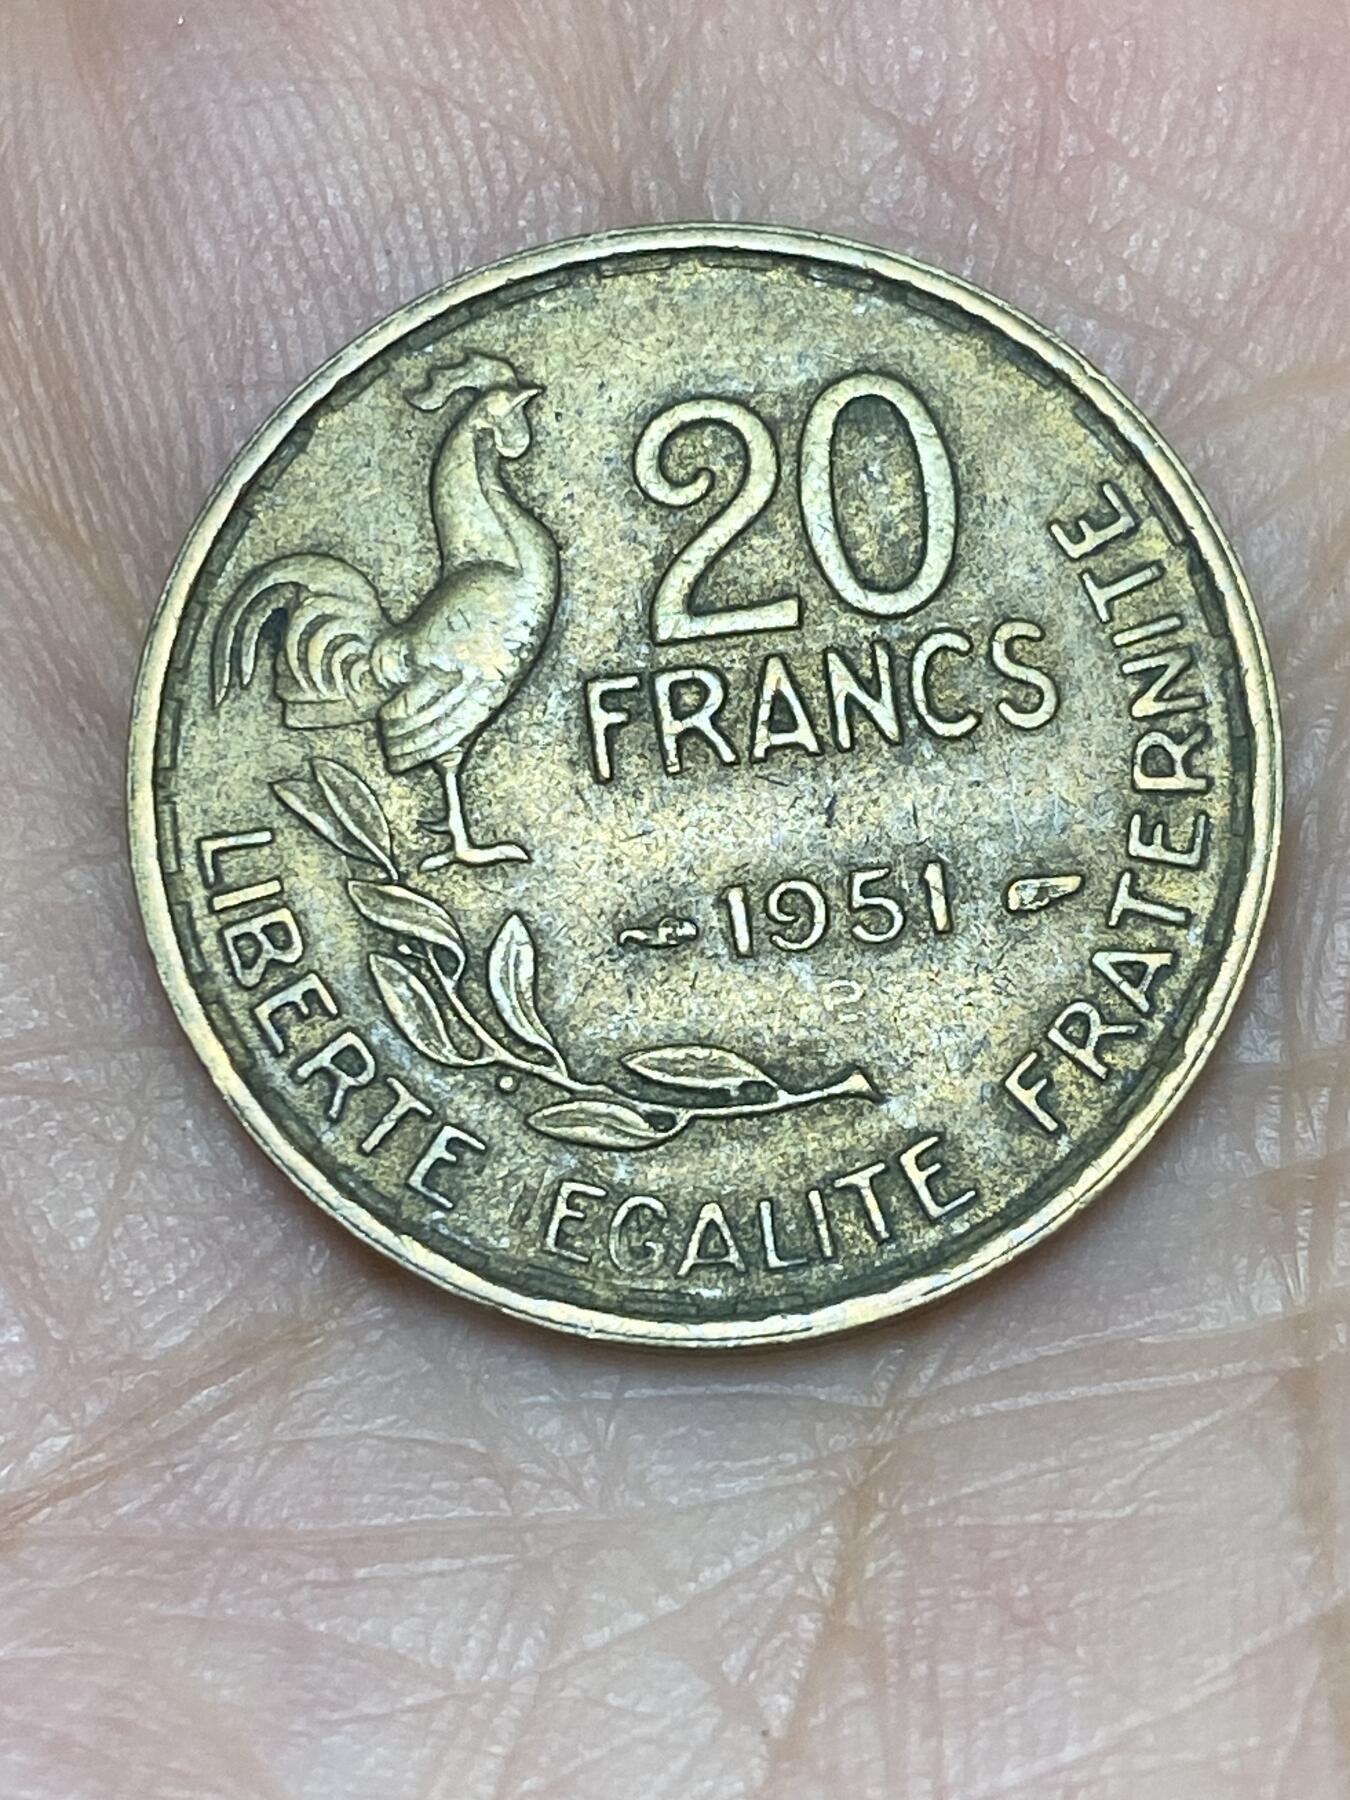 20
FRANCS
1951
LIBERTE EGALITE FRATERNITE